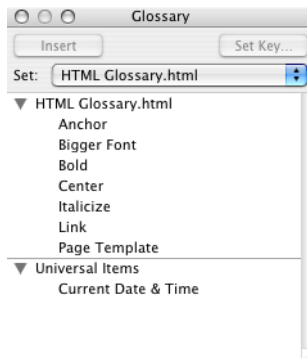 Glossary
Insert Set Key...
Set: HTML Glossary.html
HTML Glossary.html
Anchor
Bigger Font
Bold
Center
Italicize
Link
Page Template
Universal Items
Current Date & Time